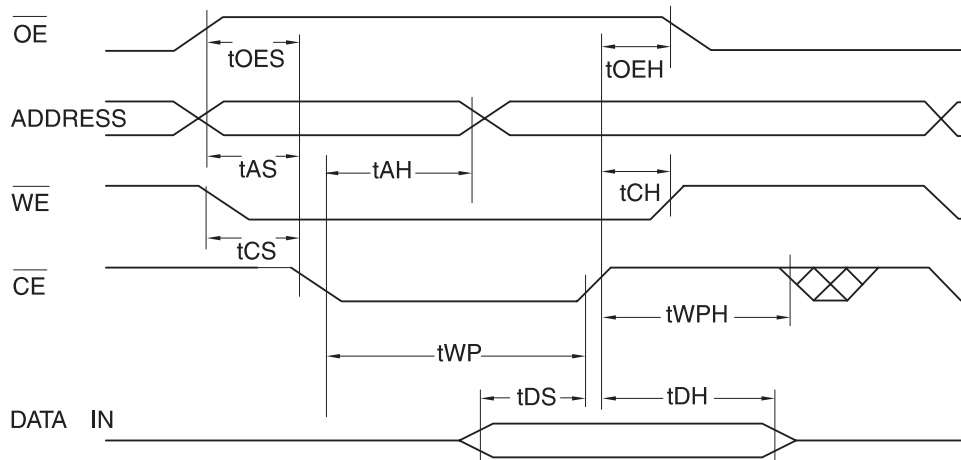 OE
tOES
tOEH
ADDRESS
tAS
tAH
tCH
WE
tCS
CE
tWPH
tWP
tDS
tDH
DATA IN